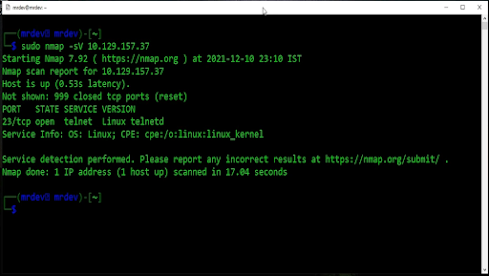 mrdev@mrdev: ~
┌──(mrdev㉿mrdev)-[~]
└─$ sudo nmap -sV 10.129.157.37
Starting Nmap 7.92 ( https://nmap.org ) at 2021-12-10 23:10 IST
Nmap scan report for 10.129.157.37
Host is up (0.53s latency).
Not shown: 999 closed tcp ports (reset)
PORT   STATE SERVICE VERSION
23/tcp open  telnet  Linux telnetd
Service Info: OS: Linux; CPE: cpe:/o:linux:linux_kernel
Service detection performed. Please report any incorrect results at https://nmap.org/submit/ .
Nmap done: 1 IP address (1 host up) scanned in 17.04 seconds
┌──(mrdev㉿mrdev)-[~]
└─$